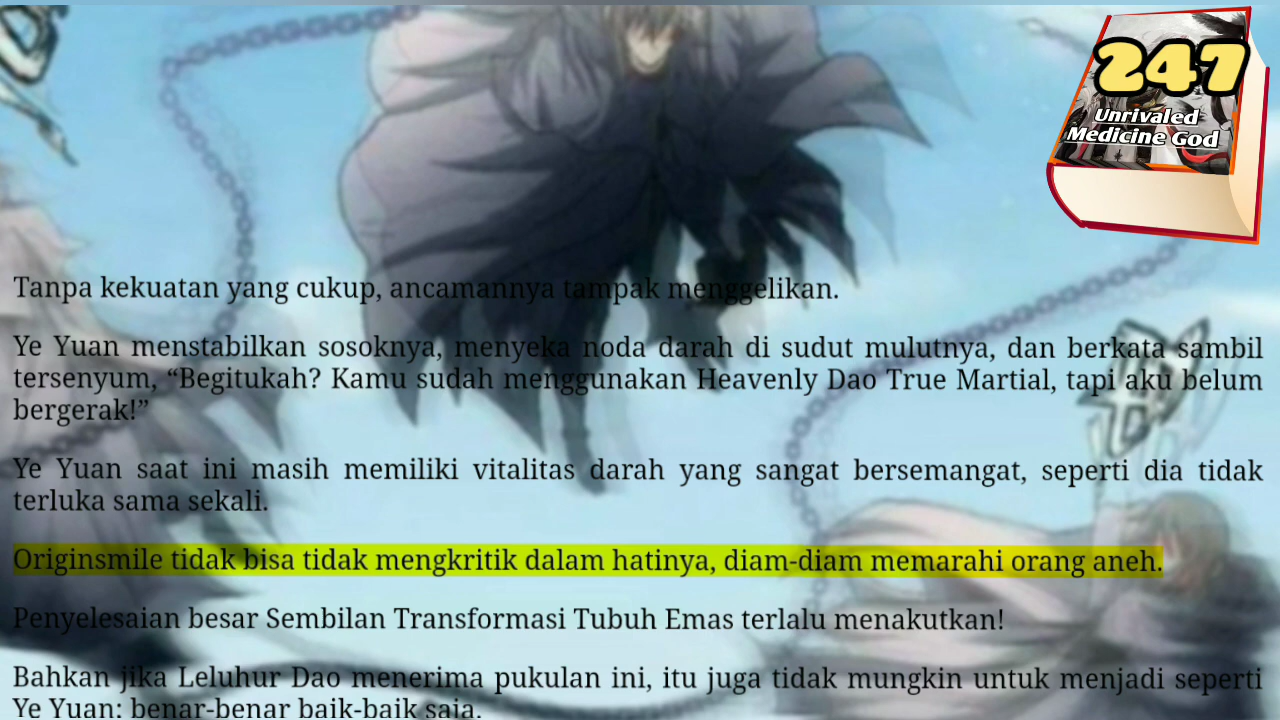 247
Unrivaled
Medicine God
Tanpa kekuatan yang cukup, ancamannya tampak menggelikan.
Ye Yuan menstabilkan sosoknya, menyeka noda darah di sudut mulutnya, dan berkata sambil
tersenyum, “Begitukah? Kamu sudah menggunakan Heavenly Dao True Martial, tapi aku belum
bergerak!”
Ye Yuan saat ini masih memiliki vitalitas darah yang sangat bersemangat, seperti dia tidak
terluka sama sekali.
Originsmile tidak bisa tidak mengkritik dalam hatinya, diam-diam memarahi orang aneh.
Penyelesaian besar Sembilan Transformasi Tubuh Emas terlalu menakutkan!
Bahkan jika Leluhur Dao menerima pukulan ini, itu juga tidak mungkin untuk menjadi seperti
Ye Yuan; benar-benar baik-baik saja.